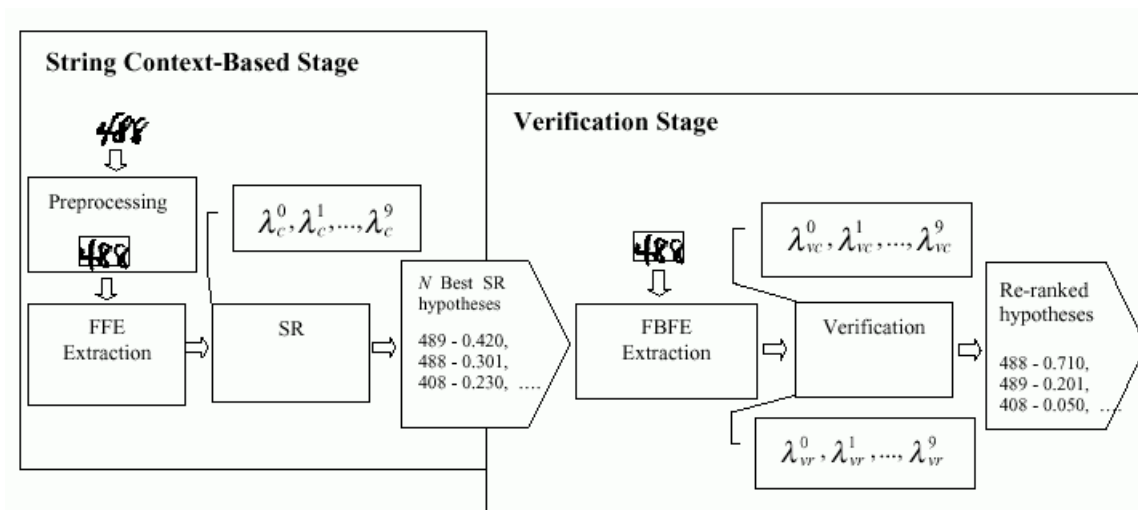 String Context-Based Stage
488
Preprocessing
488
FFE
Extraction
λ_c^0, λ_c^1,..., λ_c^9
SR
N Best SR
hypotheses
489 - 0.420,
488 - 0.301,
408 - 0.230, ....
Verification Stage
488
FBFE
Extraction
λ_vc^0, λ_vc^1,..., λ_vc^9
Verification
λ_vr^0, λ_vr^1,..., λ_vr^9
Re-ranked
hypotheses
488 - 0.710,
489 - 0.201,
408 - 0.050, ....